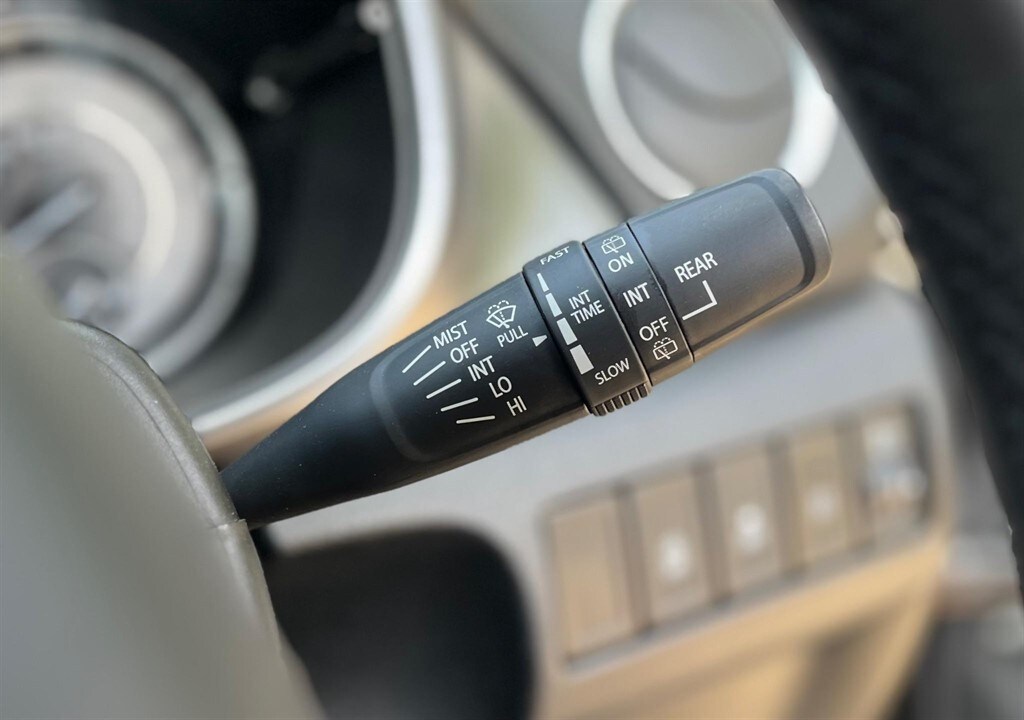 MIST
OFF
INT
LO
HI
PULL
FAST
INT
TIME
SLOW
ON
INT
OFF
REAR